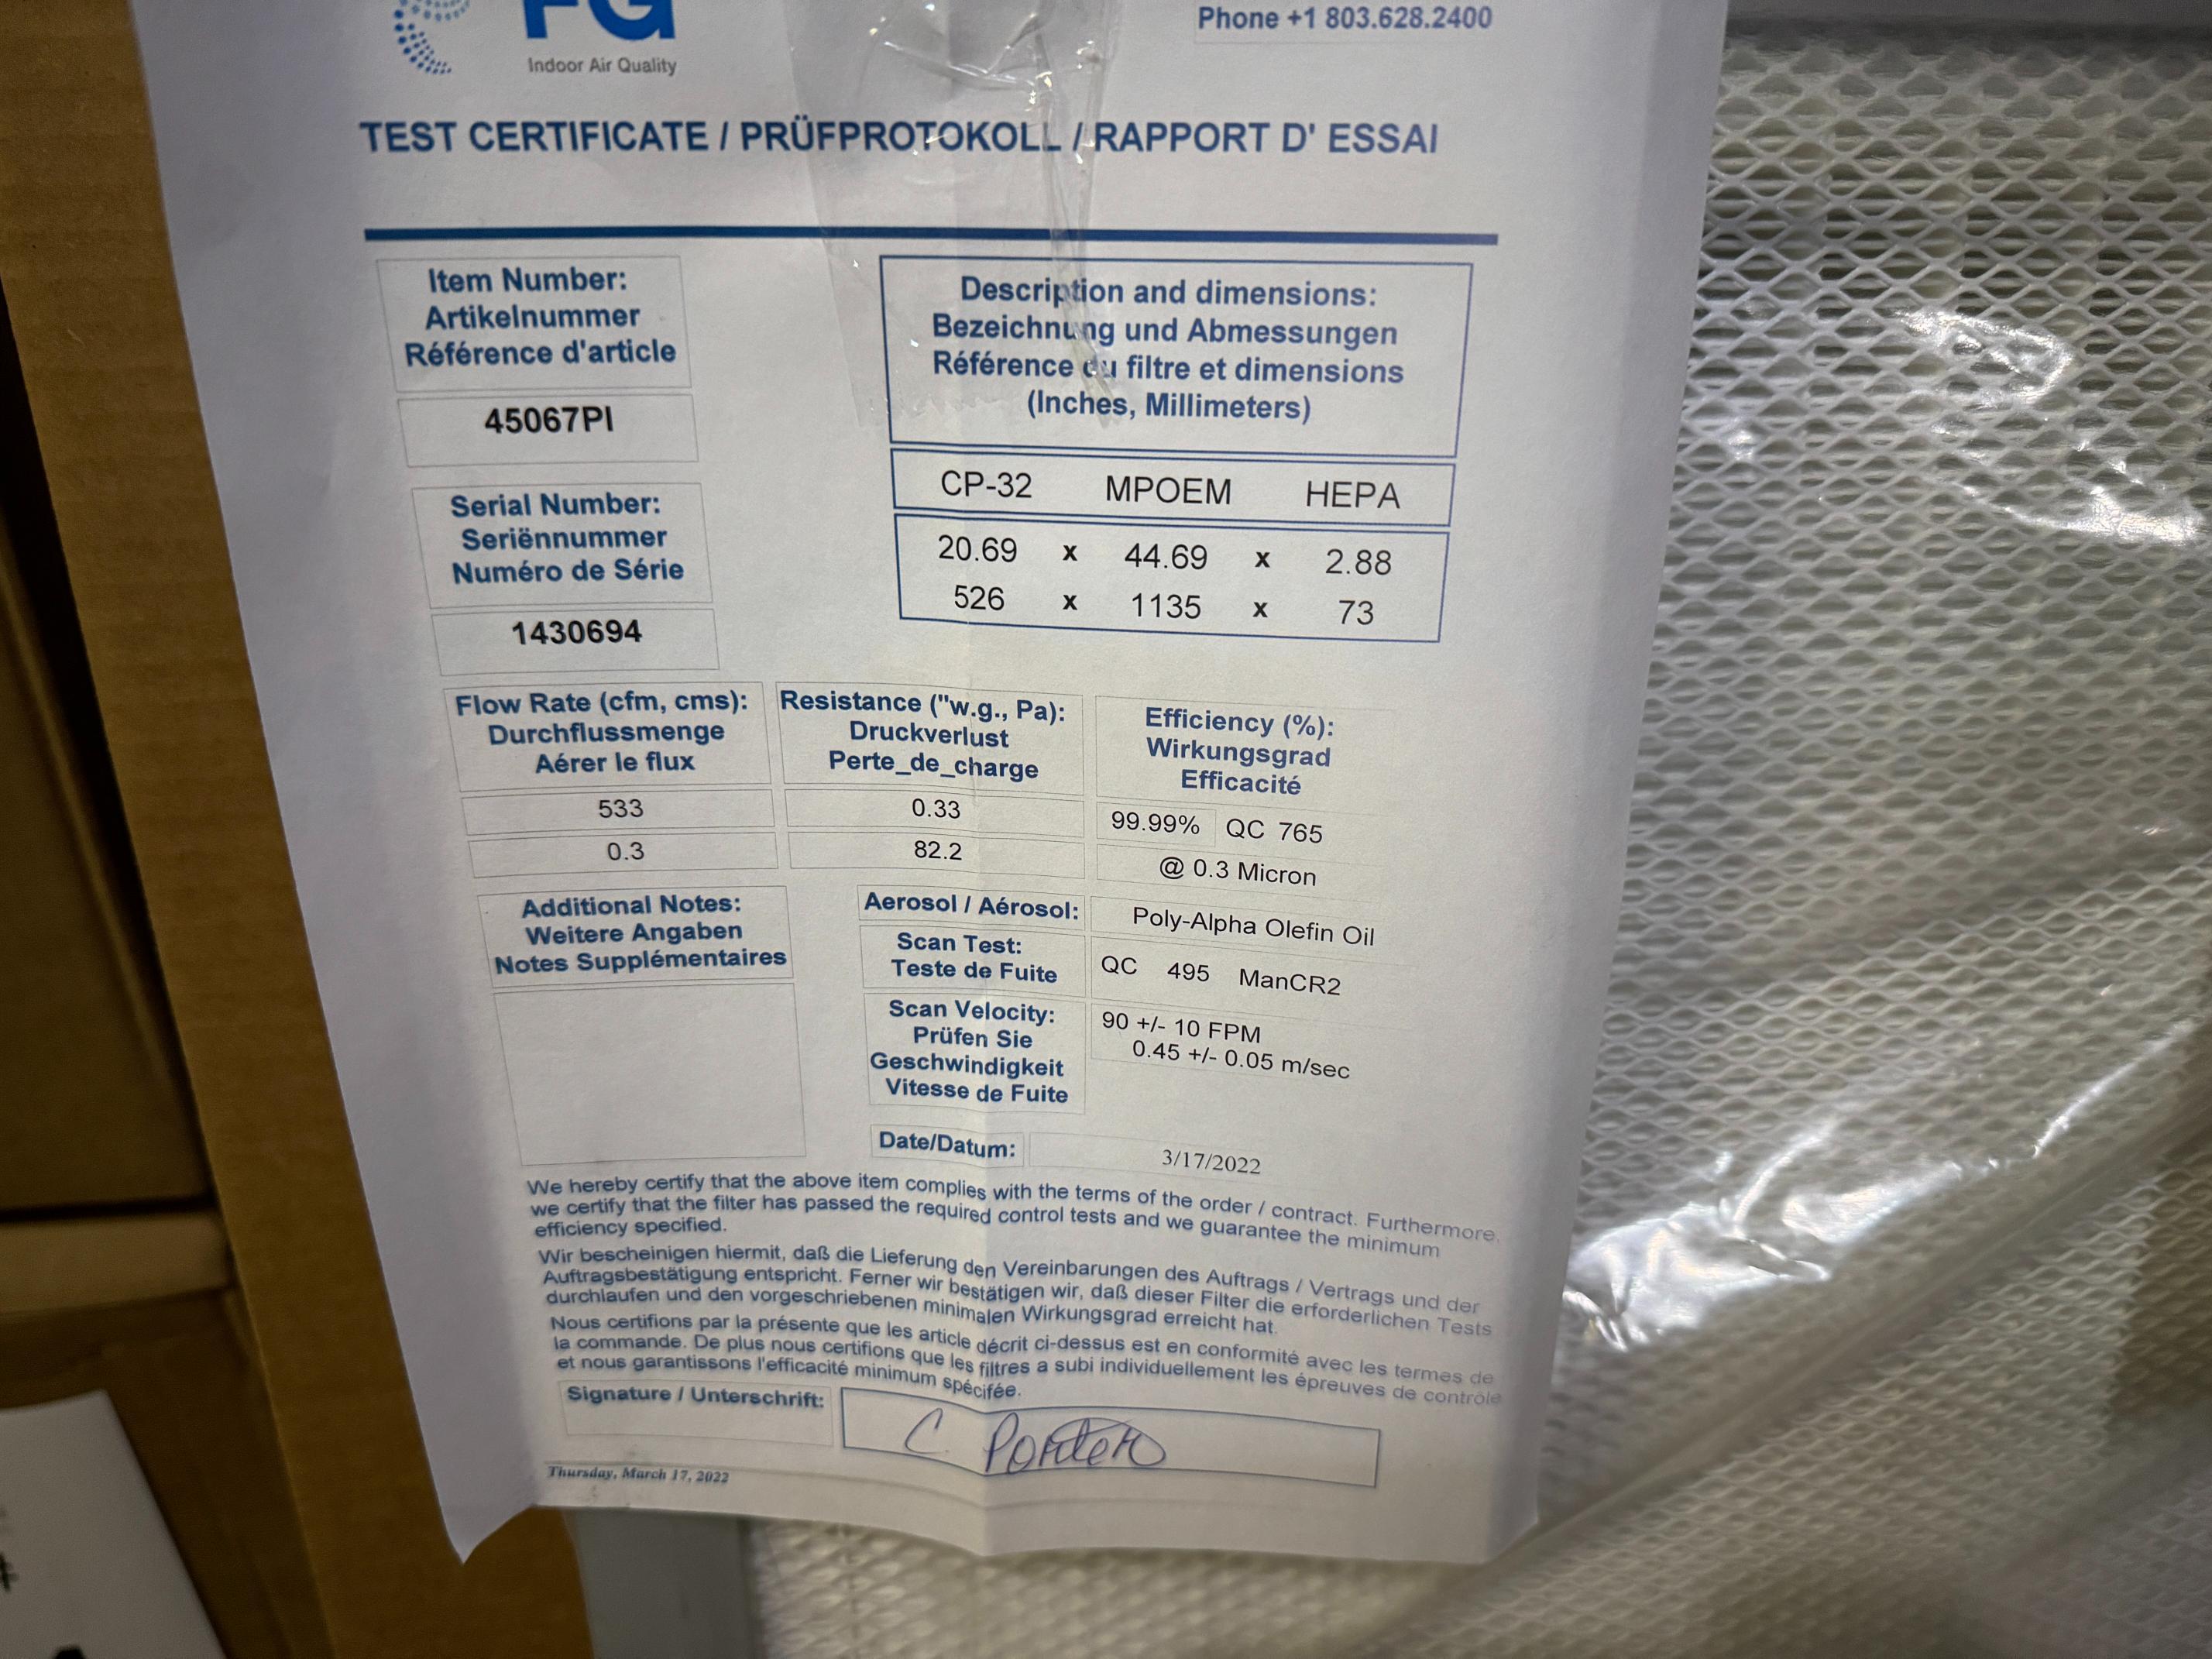 FG
Indoor Air Quality
Phone +1 803.628.2400
TEST CERTIFICATE / PRÜFPROTOKOLL / RAPPORT D' ESSAI
Item Number:
Artikelnummer
Référence d'article
45067PI
Description and dimensions:
Bezeichnung und Abmessungen
Référence du filtre et dimensions
(Inches, Millimeters)
CP-32 MPOEM HEPA
20.69 x 44.69 x 2.88
526 x 1135 x 73
Serial Number:
Seriënnummer
Numéro de Série
1430694
Flow Rate (cfm, cms):
Durchflussmenge
Aérer le flux
533
0.3
Resistance ("w.g., Pa):
Druckverlust
Perte_de_charge
0.33
82.2
Efficiency (%):
Wirkungsgrad
Efficacité
99.99% QC 765
@ 0.3 Micron
Additional Notes:
Weitere Angaben
Notes Supplémentaires
Aerosol / Aérosol: Poly-Alpha Olefin Oil
Scan Test:
Teste de Fuite
QC 495 ManCR2
Scan Velocity:
Prüfen Sie
Geschwindigkeit
Vitesse de Fuite
90 +/- 10 FPM
0.45 +/- 0.05 m/sec
Date/Datum: 3/17/2022
We hereby certify that the above item complies with the terms of the order / contract. Furthermore,
we certify that the filter has passed the required control tests and we guarantee the minimum
efficiency specified.
Wir bescheinigen hiermit, daß die Lieferung den Vereinbarungen des Auftrags / Vertrags und der
Auftragsbestätigung entspricht. Ferner wir bestätigen wir, daß dieser Filter die erforderlichen Tests
durchlaufen und den vorgeschriebenen minimalen Wirkungsgrad erreicht hat.
Nous certifions par la présente que les article décrit ci-dessus est en conformité avec les termes de
la commande. De plus nous certifions que les filtres a subi individuellement les épreuves de contrôle
et nous garantissons l'efficacité minimum spécifée.
Signature / Unterschrift: C. Porter
Thursday, March 17, 2022